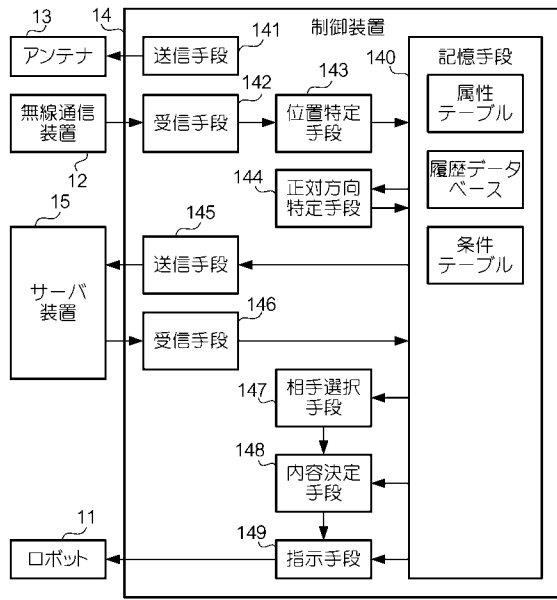 13
アンテナ
14
制御装置
送信手段
141
140
記憶手段
属性
テーブル
履歴データ
ベース
条件
テーブル
無線通信
装置
12
受信手段
142
位置特定
手段
143
144
正対方向
特定手段
15
サーバ
装置
145
送信手段
146
受信手段
147
相手選択
手段
148
内容決定
手段
11
ロボット
149
指示手段